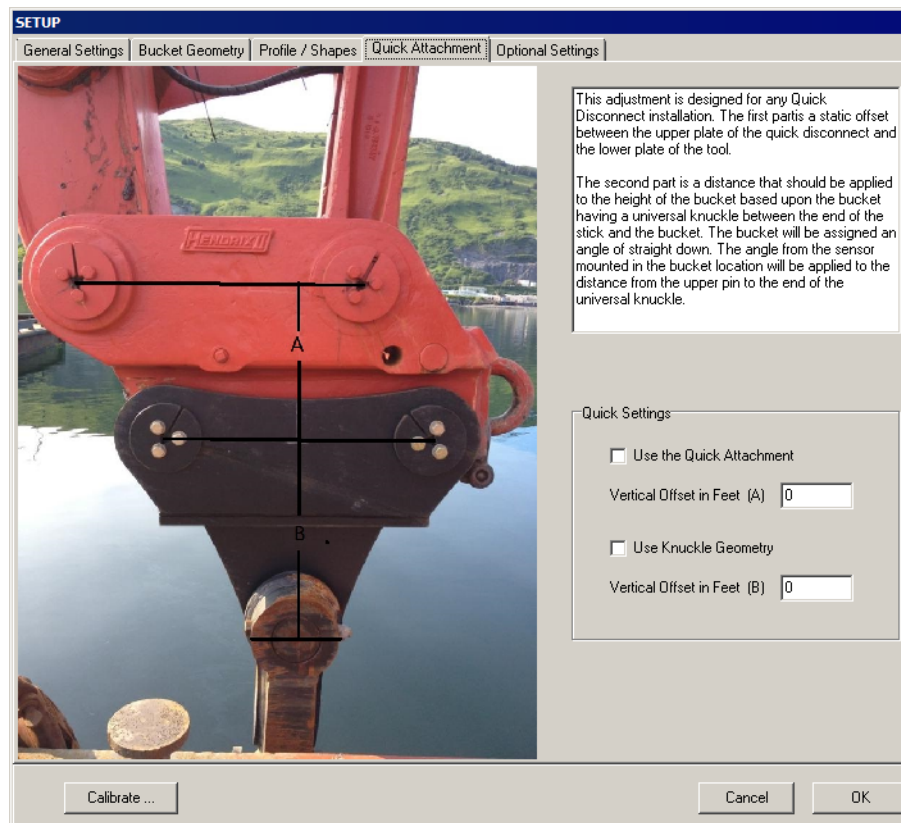 SETUP
General Settings
Bucket Geometry
Profile / Shapes
Quick Attachment
Optional Settings
HENDRIX II
A
B
This adjustment is designed for any Quick
Disconnect installation. The first partis a static offset
between the upper plate of the quick disconnect and
the lower plate of the tool.
The second part is a distance that should be applied
to the height of the bucket based upon the bucket
having a universal knuckle between the end of the
stick and the bucket. The bucket will be assigned an
angle of straight down. The angle from the sensor
mounted in the bucket location will be applied to the
distance from the upper pin to the end of the
universal knuckle.
Quick Settings
Use the Quick Attachment
Vertical Offset in Feet (A) 0
Use Knuckle Geometry
Vertical Offset in Feet (B) 0
Calibrate ...
Cancel
OK